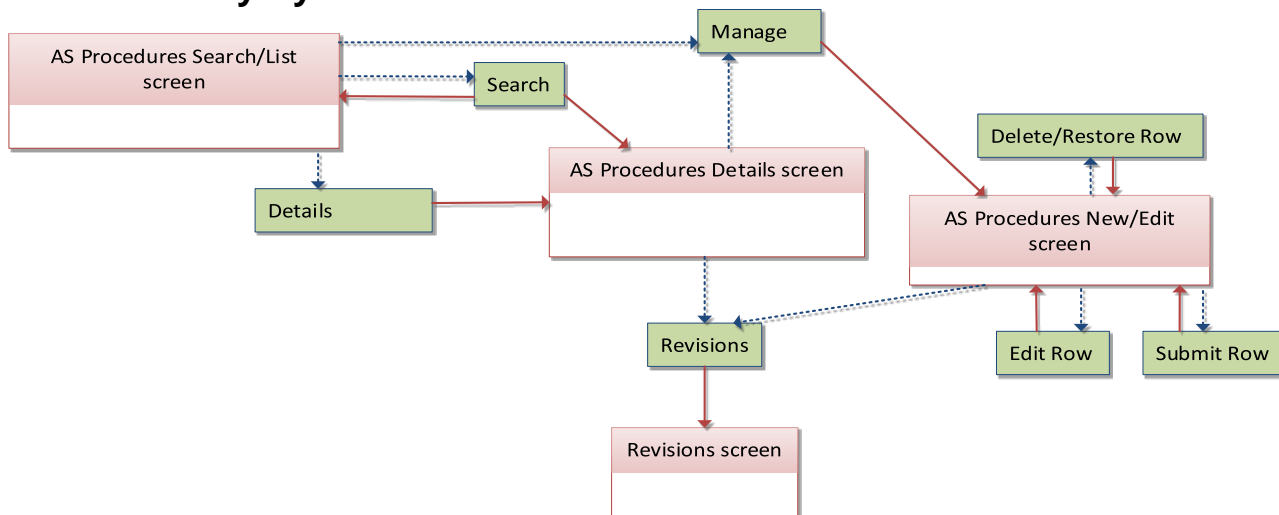 Manage
AS Procedures Search/List
screen
Search
Delete/Restore Row
AS Procedures Details screen
Details
AS Procedures New/Edit
screen
Revisions
Edit Row
Submit Row
Revisions screen